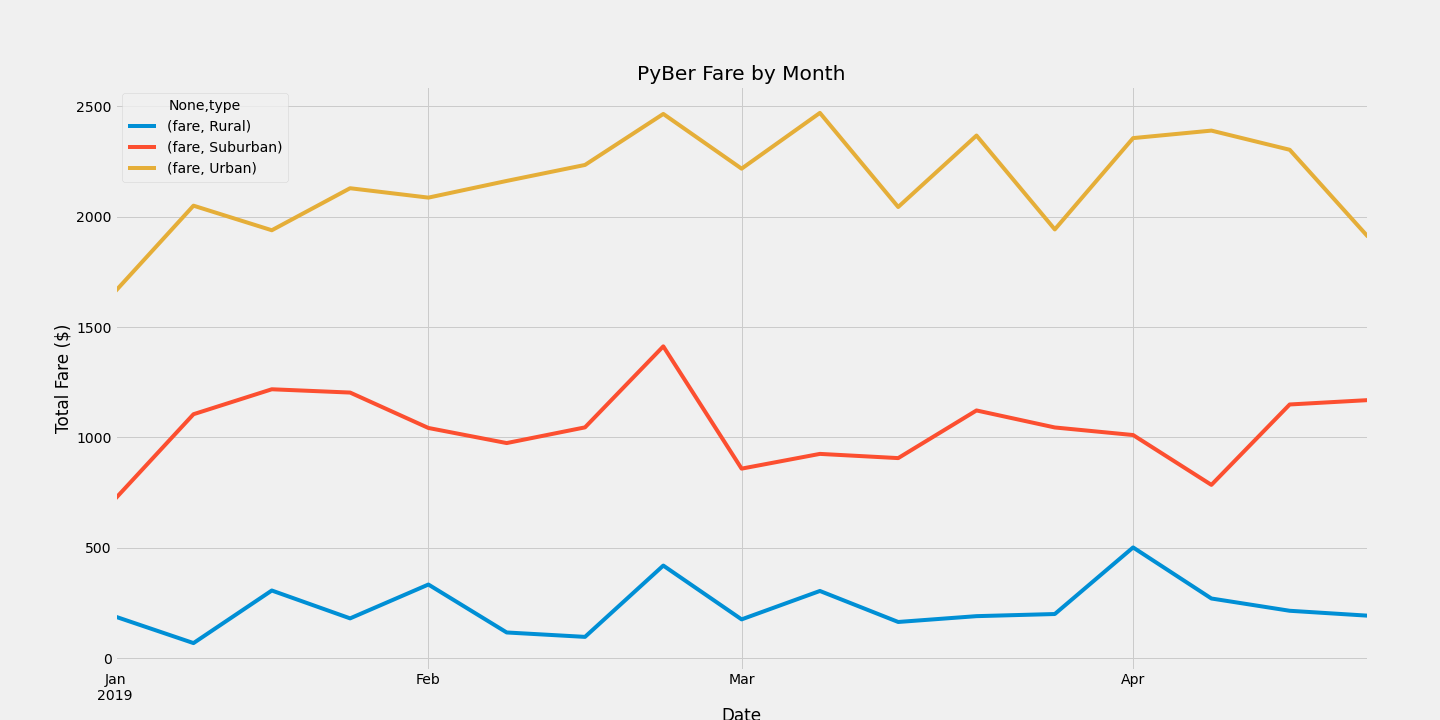 PyBer Fare by Month
None,type
(fare, Rural)
(fare, Suburban)
(fare, Urban)
2500
2000
1500
1000
500
0
Total Fare ($)
Jan
2019
Feb
Mar
Apr
Date